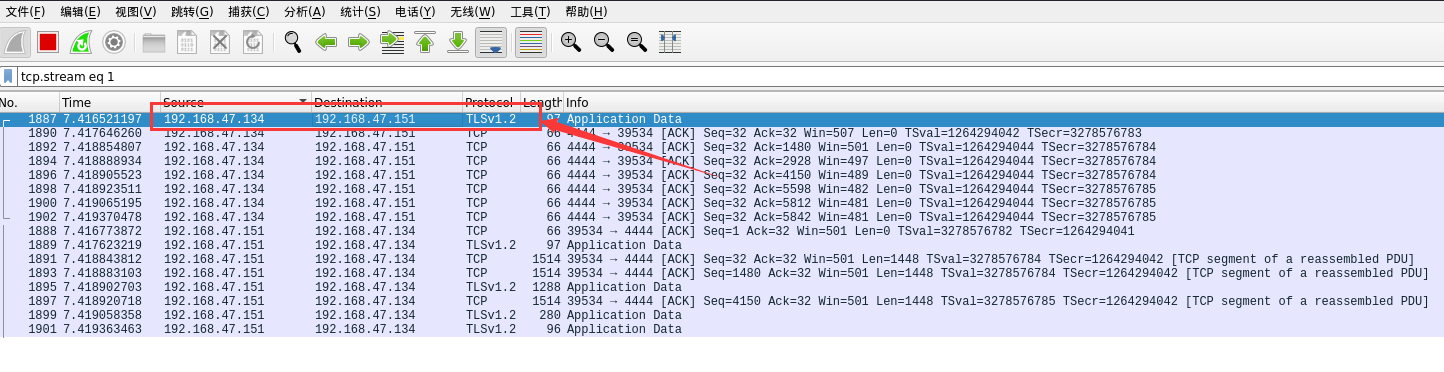 文件(F) 编辑(E) 视图(V) 跳转(G) 捕获(C) 分析(A) 统计(S) 电话(Y) 无线(W) 工具(T) 帮助(H)
tcp.stream eq 1
No. Time Source Destination Protocol Length Info
1887 7.416521197 192.168.47.134 192.168.47.151 TLSv1.2 97 Application Data
1890 7.417646260 192.168.47.134 192.168.47.151 TCP 66 4444 → 39534 [ACK] Seq=32 Ack=32 Win=507 Len=0 TSval=1264294042 TSecr=3278576783
1892 7.418854807 192.168.47.134 192.168.47.151 TCP 66 4444 → 39534 [ACK] Seq=32 Ack=1480 Win=501 Len=0 TSval=1264294044 TSecr=3278576784
1894 7.418888934 192.168.47.134 192.168.47.151 TCP 66 4444 → 39534 [ACK] Seq=32 Ack=2928 Win=497 Len=0 TSval=1264294044 TSecr=3278576784
1896 7.418905523 192.168.47.134 192.168.47.151 TCP 66 4444 → 39534 [ACK] Seq=32 Ack=4150 Win=489 Len=0 TSval=1264294044 TSecr=3278576784
1898 7.418923511 192.168.47.134 192.168.47.151 TCP 66 4444 → 39534 [ACK] Seq=32 Ack=5598 Win=482 Len=0 TSval=1264294044 TSecr=3278576785
1900 7.419065195 192.168.47.134 192.168.47.151 TCP 66 4444 → 39534 [ACK] Seq=32 Ack=5812 Win=481 Len=0 TSval=1264294044 TSecr=3278576785
1902 7.419370478 192.168.47.134 192.168.47.151 TCP 66 4444 → 39534 [ACK] Seq=32 Ack=5842 Win=481 Len=0 TSval=1264294044 TSecr=3278576785
1888 7.416773872 192.168.47.151 192.168.47.134 TCP 66 39534 → 4444 [ACK] Seq=1 Ack=32 Win=501 Len=0 TSval=3278576782 TSecr=1264294041
1889 7.417623219 192.168.47.151 192.168.47.134 TLSv1.2 97 Application Data
1891 7.418843812 192.168.47.151 192.168.47.134 TCP 1514 39534 → 4444 [ACK] Seq=32 Ack=32 Win=501 Len=1448 TSval=3278576784 TSecr=1264294042 [TCP segment of a reassembled PDU]
1893 7.418883103 192.168.47.151 192.168.47.134 TCP 1514 39534 → 4444 [ACK] Seq=1480 Ack=32 Win=501 Len=1448 TSval=3278576784 TSecr=1264294042 [TCP segment of a reassembled PDU]
1895 7.418902703 192.168.47.151 192.168.47.134 TLSv1.2 1288 Application Data
1897 7.418920718 192.168.47.151 192.168.47.134 TCP 1514 39534 → 4444 [ACK] Seq=4150 Ack=32 Win=501 Len=1448 TSval=3278576785 TSecr=1264294042 [TCP segment of a reassembled PDU]
1899 7.419058358 192.168.47.151 192.168.47.134 TLSv1.2 280 Application Data
1901 7.419363463 192.168.47.151 192.168.47.134 TLSv1.2 96 Application Data